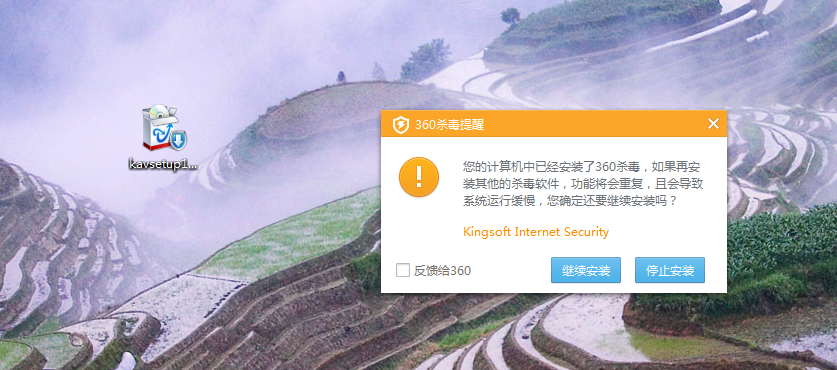 kavsetup1...
360杀毒提醒
您的计算机中已经安装了360杀毒，如果再安
装其他的杀毒软件，功能将会重复，且会导致
系统运行缓慢，您确定还要继续安装吗？
Kingsoft Internet Security
反馈给360
继续安装
停止安装